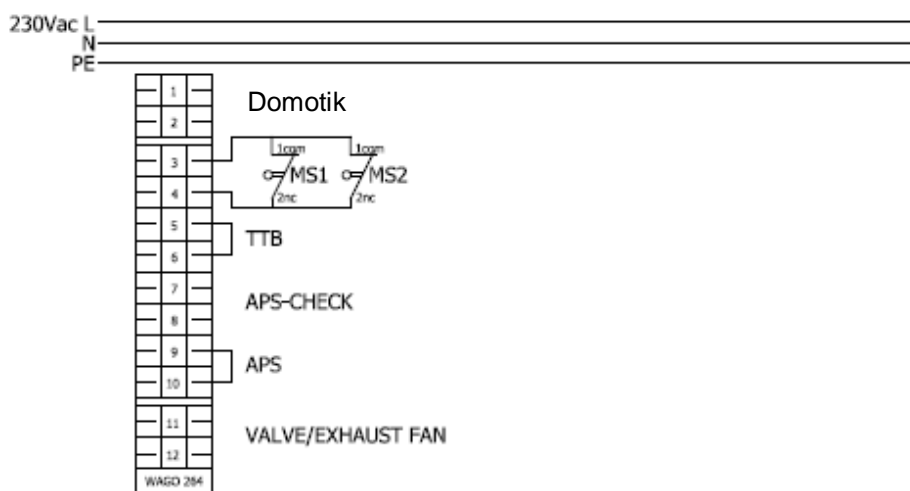 230Vac L
N
PE
1
Domotik
2
1com 1com
3
MS1 MS2
4
2nc 2nc
5
TTB
6
7
APS-CHECK
8
9
APS
10
11
VALVE/EXHAUST FAN
12
WAGO 264